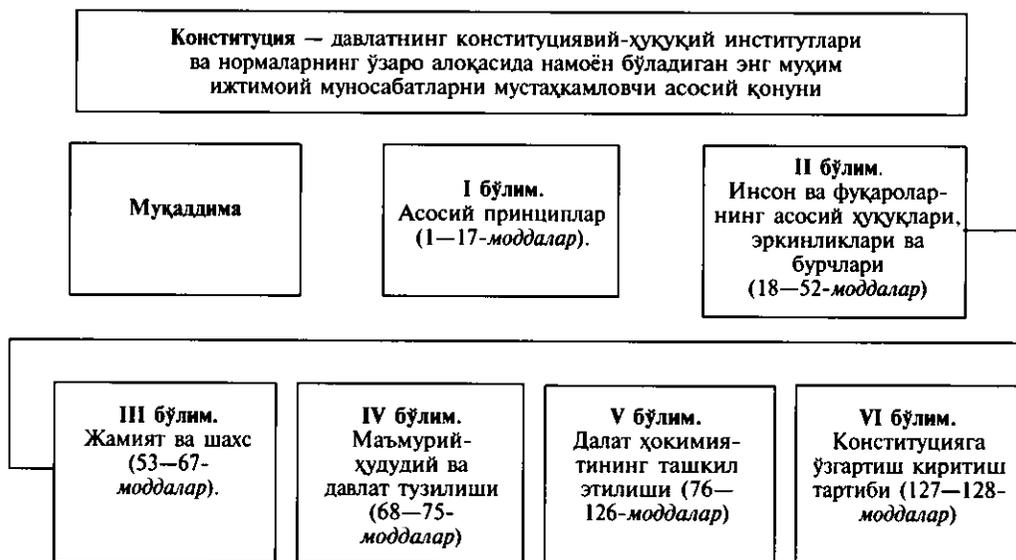 Конституция — давлатнинг конституциявий-ҳуқуқий институтлари
ва нормаларнинг ўзаро алоқасида намоён бўладиган энг муҳим
ижтимоий муносабатларни мустаҳкамловчи асосий қонуни
Муқаддима
I бўлим.
Асосий принциплар
(1—17-моддалар).
II бўлим.
Инсон ва фуқаролар-
нинг асосий ҳуқуқлари,
эркинликлари ва
бурчлари
(18—52-моддалар)
III бўлим.
Жамият ва шахс
(53—67-
моддалар).
IV бўлим.
Маъмурий-
ҳудудий ва
давлат тузилиши
(68—75-
моддалар)
V бўлим.
Далат ҳокимия-
тининг ташкил
этилиши (76—
126-моддалар)
VI бўлим.
Конституцияга
ўзгартиш киритиш
тартиби (127—128-
моддалар)